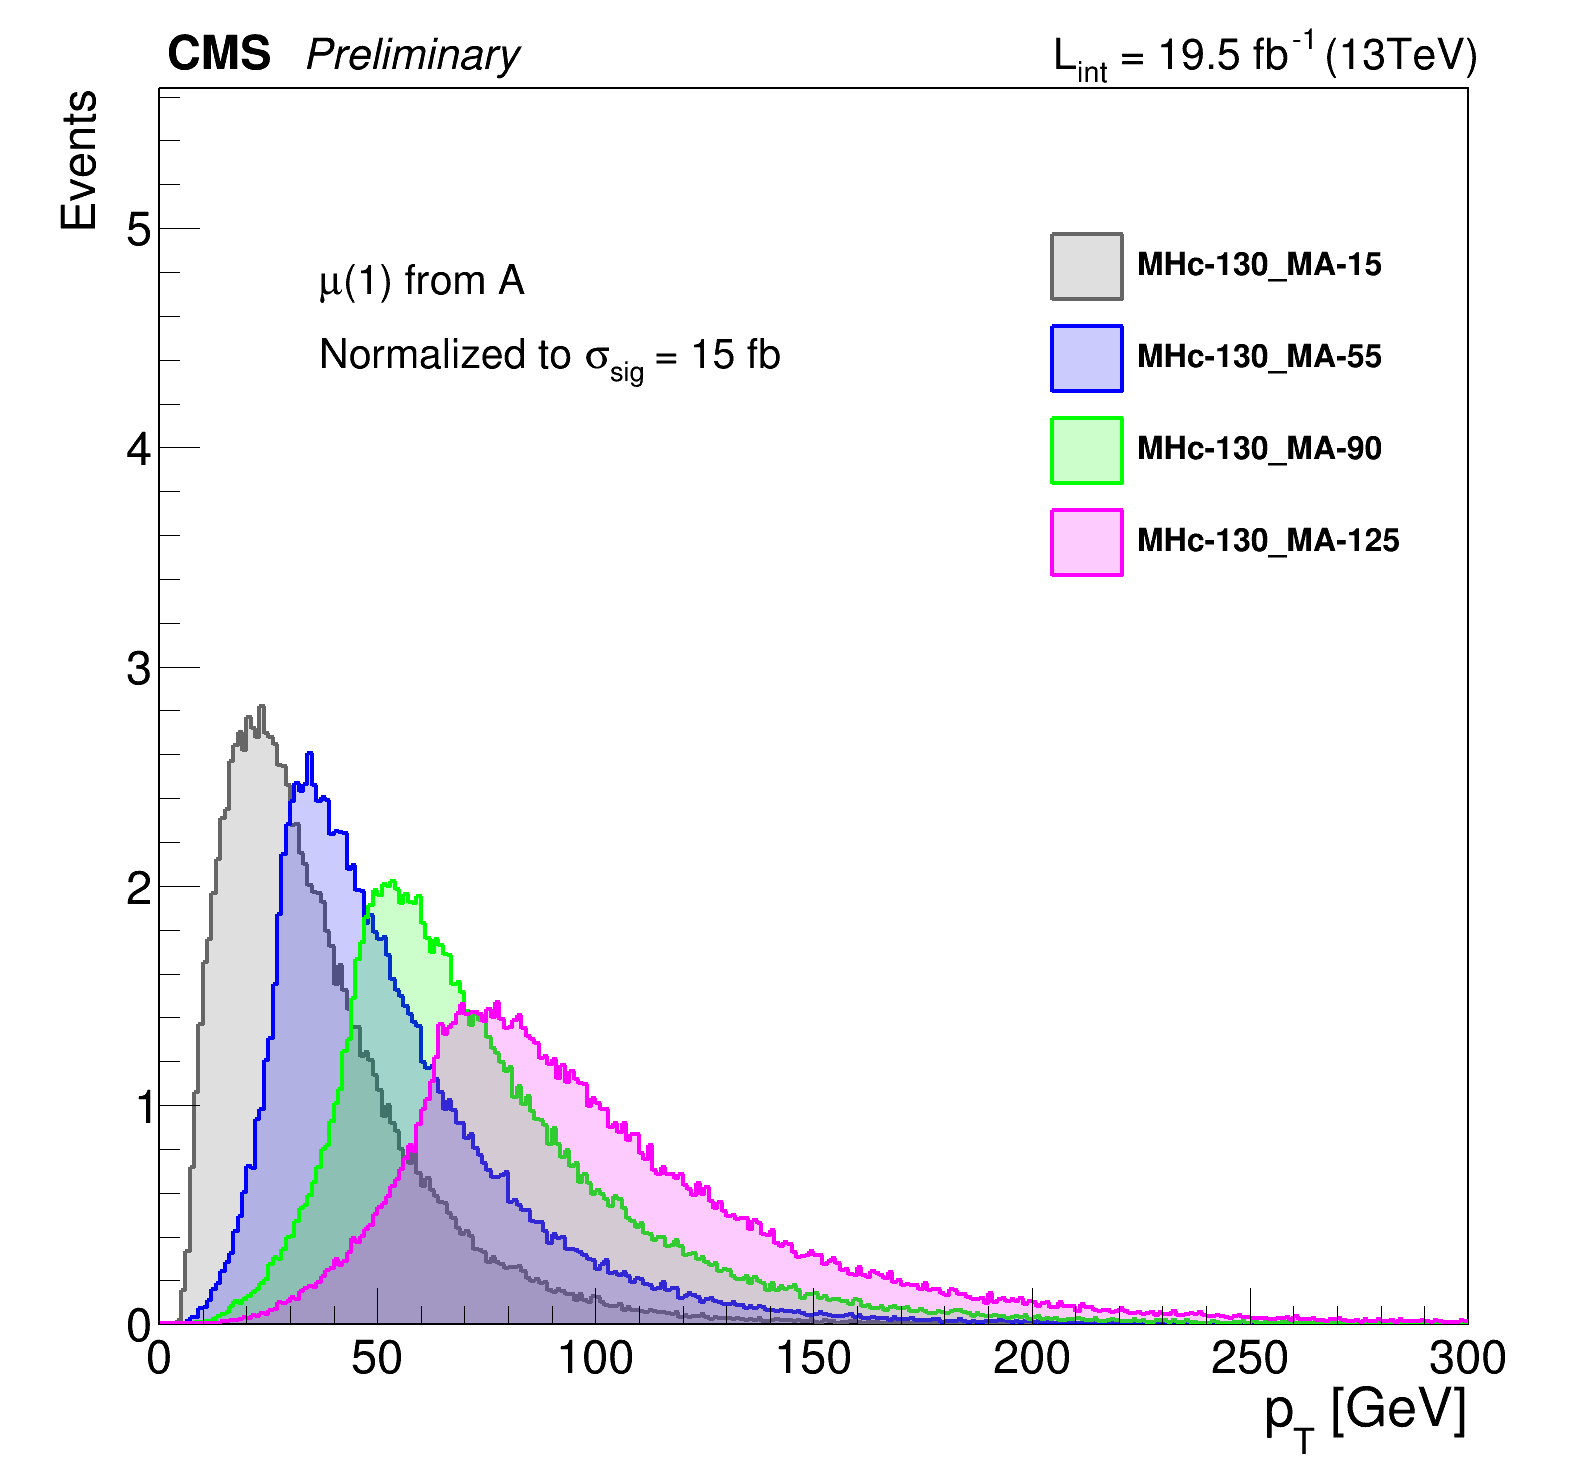 CMS Preliminary
L_int = 19.5 fb^-1 (13TeV)
Events
5
4
3
2
1
0
μ(1) from A
Normalized to σ_sig = 15 fb
MHc-130_MA-15
MHc-130_MA-55
MHc-130_MA-90
MHc-130_MA-125
0 50 100 150 200 250 300
p_T [GeV]